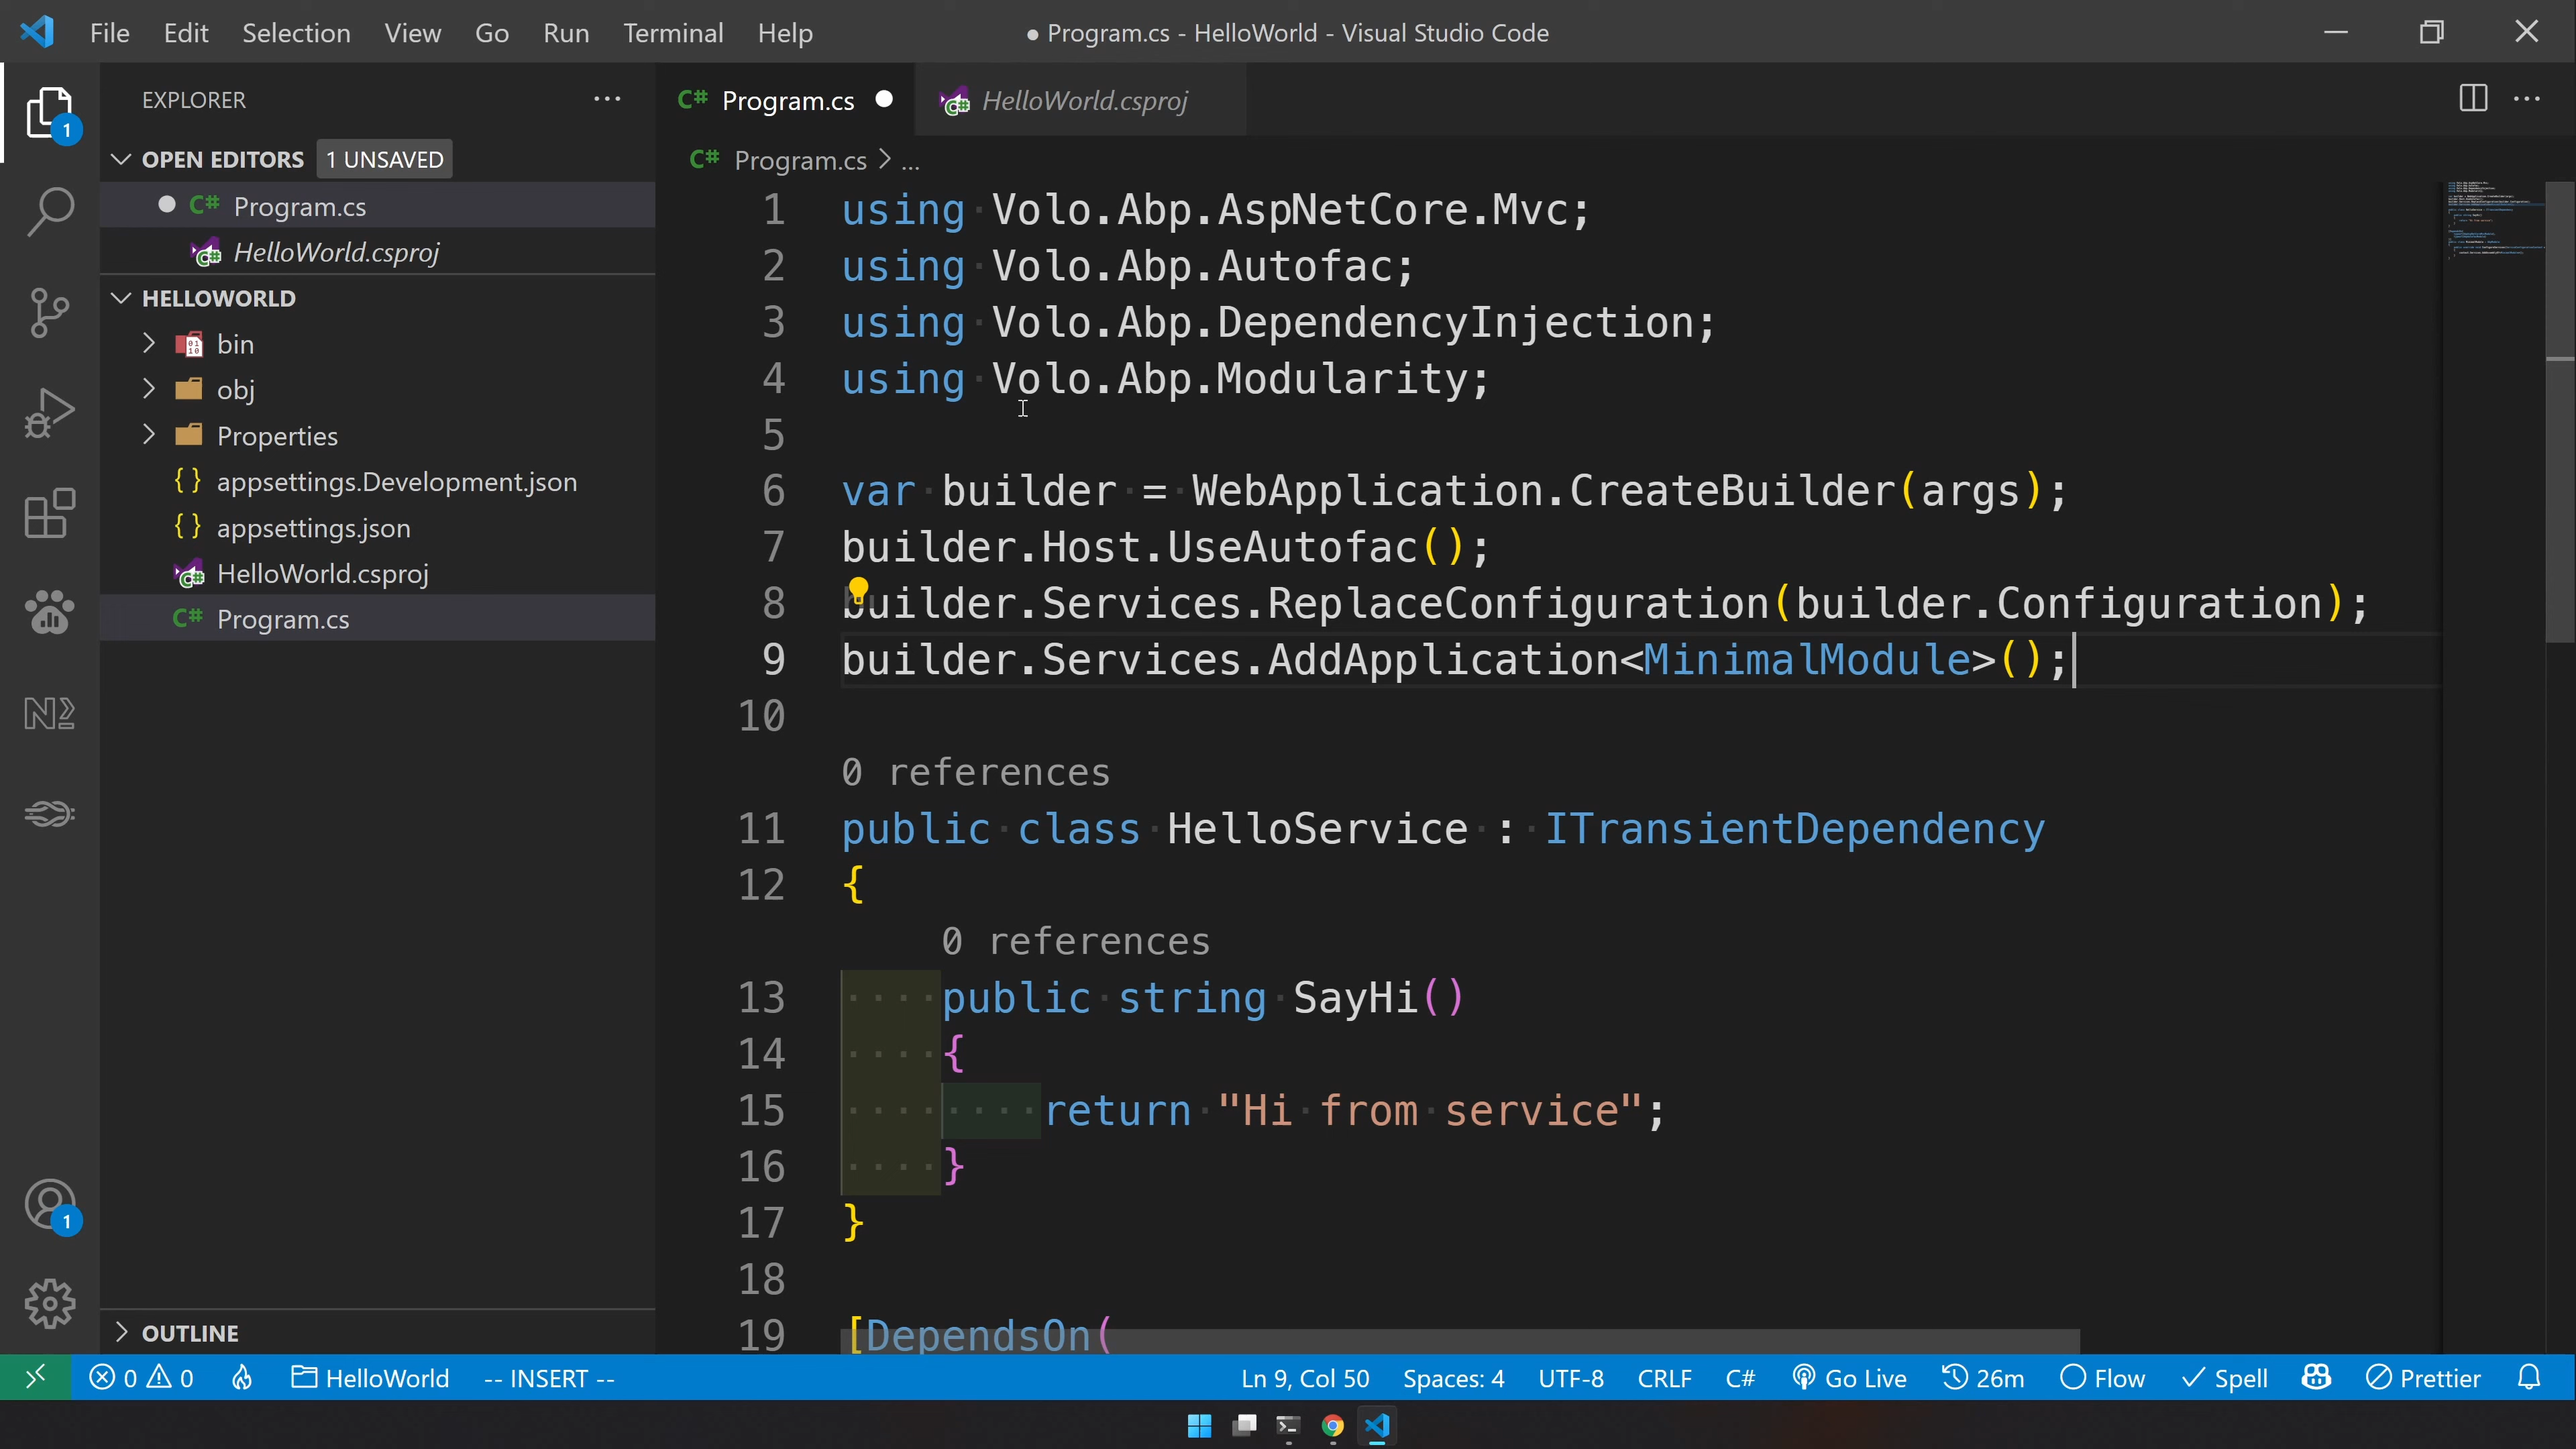 File Edit Selection View Go Run Terminal Help
● Program.cs - HelloWorld - Visual Studio Code
EXPLORER
OPEN EDITORS 1 UNSAVED
C# Program.cs
HelloWorld.csproj
HELLOWORLD
bin
obj
Properties
{ } appsettings.Development.json
{ } appsettings.json
HelloWorld.csproj
C# Program.cs
OUTLINE
1
1
C# Program.cs
HelloWorld.csproj
C# Program.cs > ...
1 using Volo.Abp.AspNetCore.Mvc;
2 using Volo.Abp.Autofac;
3 using Volo.Abp.DependencyInjection;
4 using Volo.Abp.Modularity;
5
6 var builder = WebApplication.CreateBuilder(args);
7 builder.Host.UseAutofac();
8 builder.Services.ReplaceConfiguration(builder.Configuration);
9 builder.Services.AddApplication<MinimalModule>();
10
0 references
11 public class HelloService : ITransientDependency
12 {
0 references
13 public string SayHi()
14 {
15 return "Hi from service";
16 }
17 }
18
19 [DependsOn(
0 0 HelloWorld -- INSERT -- Ln 9, Col 50 Spaces: 4 UTF-8 CRLF C# Go Live 26m Flow Spell Prettier